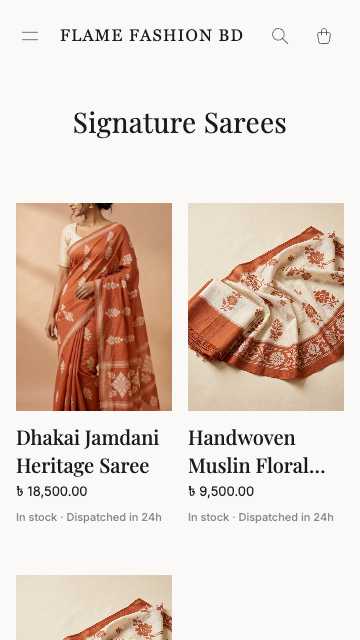 FLAME FASHION BD
Signature Sarees
Dhakai Jamdani
Heritage Saree
৳ 18,500.00
In stock · Dispatched in 24h
Handwoven
Muslin Floral...
৳ 9,500.00
In stock · Dispatched in 24h